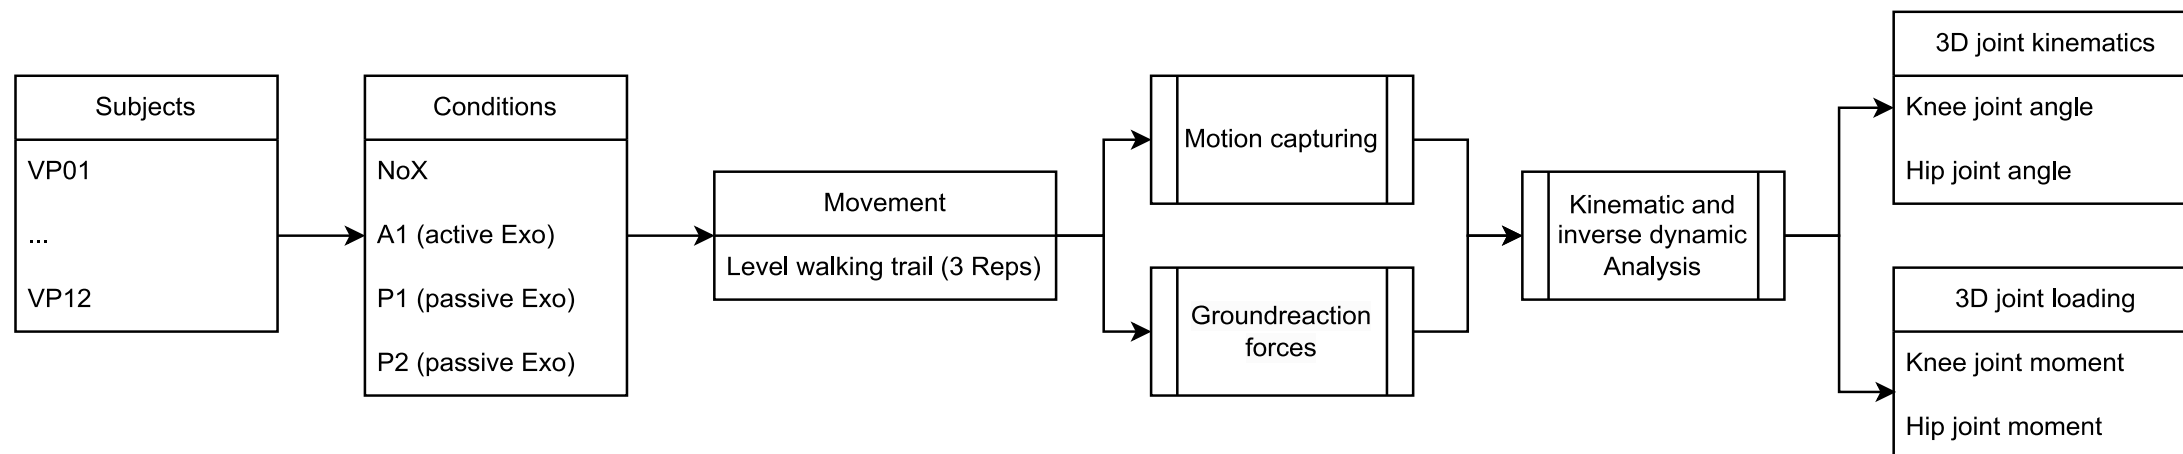 Subjects
VP01
...
VP12
Conditions
NoX
A1 (active Exo)
P1 (passive Exo)
P2 (passive Exo)
Movement
Level walking trail (3 Reps)
Motion capturing
Groundreaction
forces
Kinematic and
inverse dynamic
Analysis
3D joint kinematics
Knee joint angle
Hip joint angle
3D joint loading
Knee joint moment
Hip joint moment